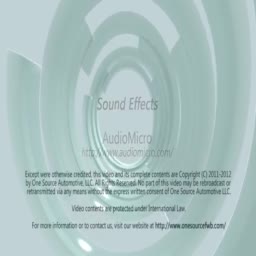 Sound Effects
AudioMicro
http://www.audiomicro.com/
Except were otherwise credited, this video and its complete contents are Copyright (C) 2011-2012
by One Source Automotive, LLC. All Rights Reserved. No part of this video may be rebroadcast or
retransmitted via any means without the express written consent of One Source Automotive LLC.
Video contents are protected under International Law.
For more information or to contact us, visit our website at http://www.onesourcefwb.com/